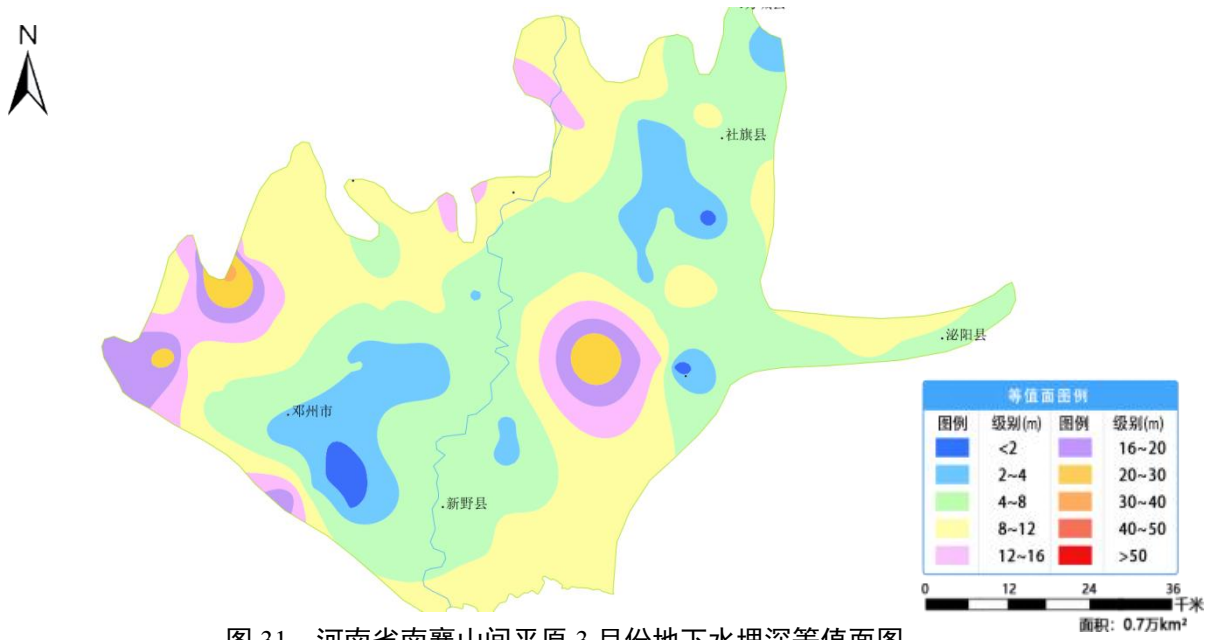 N
社旗县
泌阳县
邓州市
新野县
等值面图例
图例 级别(m) 图例 级别(m)
<2 16~20
2~4 20~30
4~8 30~40
8~12 40~50
12~16 >50
0 12 24 36
千米
面积: 0.7万km²
图 21 河南省南襄山间平原 3 月份地下水埋深等值面图